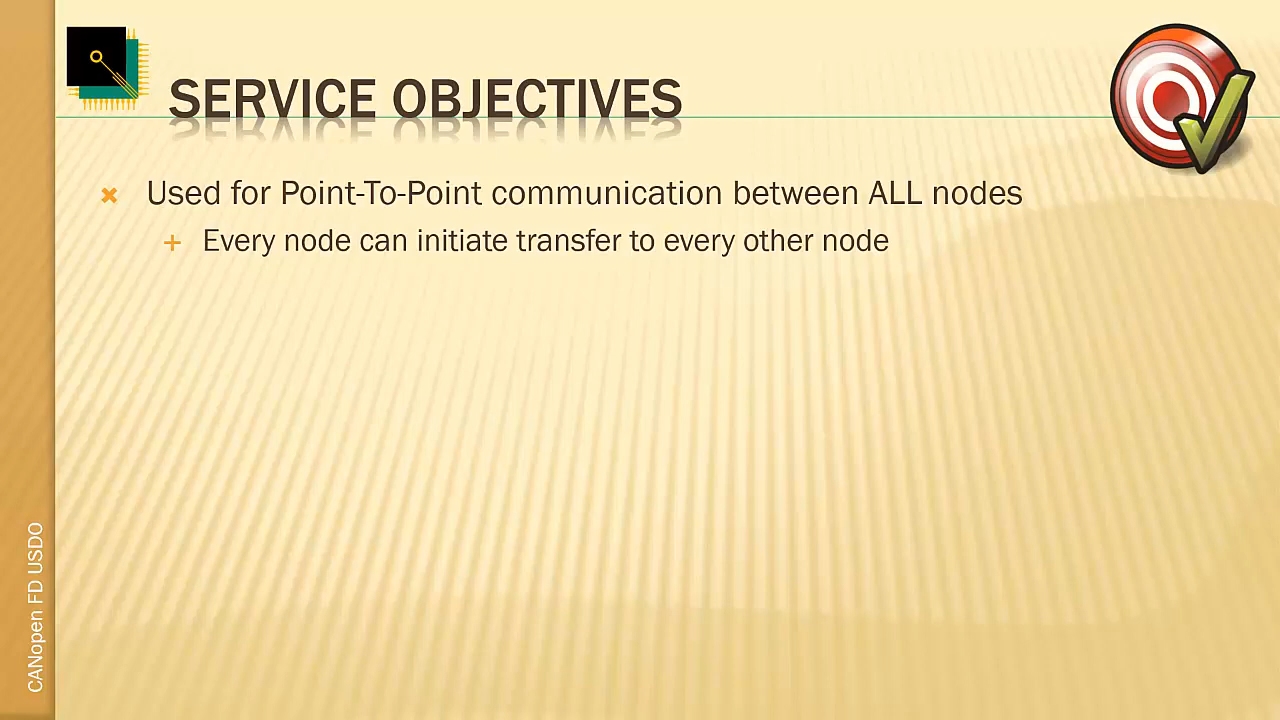 SERVICE OBJECTIVES
Used for Point-To-Point communication between ALL nodes
Every node can initiate transfer to every other node
CANopen FD USDO